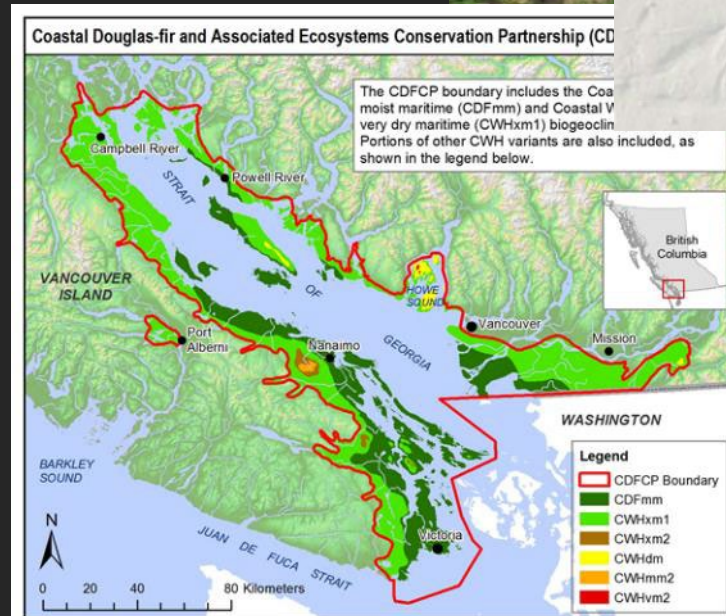 Coastal Douglas-fir and Associated Ecosystems Conservation Partnership
The CDFCP boundary includes the
moist maritime (CDFmm) and Coastal
very dry maritime (CWHxm1)
Portions of other CWH variants are also included, as
shown in the legend below.
Campbell River
Powell River
STRAIT
OF
GEORGIA
British
Columbia
HOWE
SOUND
VANCOUVER
ISLAND
Vancouver
Mission
Port
Alberni
Nanaimo
WASHINGTON
BARKLEY
SOUND
JUAN DE FUCA STRAIT
Victoria
N
0 20 40 80 Kilometers
Legend
CDFCP Boundary
CDFmm
CWHxm1
CWHxm2
CWHdm
CWHmm2
CWHvm2